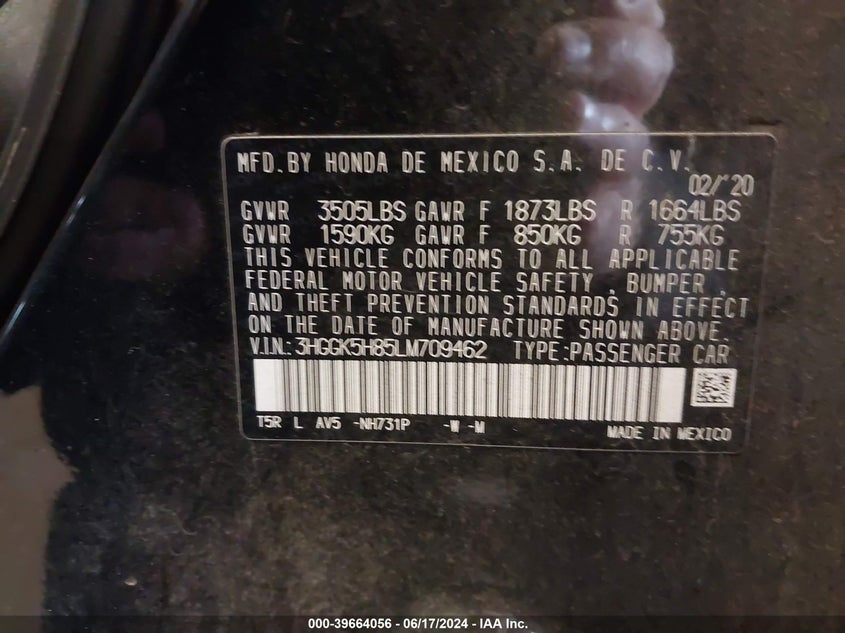 MFD.BY HONDA DE MEXICO S.A. DE C.V.
02/'20
GVWR 3505LBS GAWR F 1873LBS R 1664LBS
GVWR 1590KG GAWR F 850KG R 755KG
THIS VEHICLE CONFORMS TO ALL APPLICABLE
FEDERAL MOTOR VEHICLE SAFETY , BUMPER ,
AND THEFT PREVENTION STANDARDS IN EFFECT
ON THE DATE OF MANUFACTURE SHOWN ABOVE.
V.I.N.: 3HGGK5H85LM709462 TYPE:PASSENGER CAR
T5R L AV5 -NH731P -W -M
MADE IN MEXICO
000-39664056 - 06/17/2024 - IAA Inc.